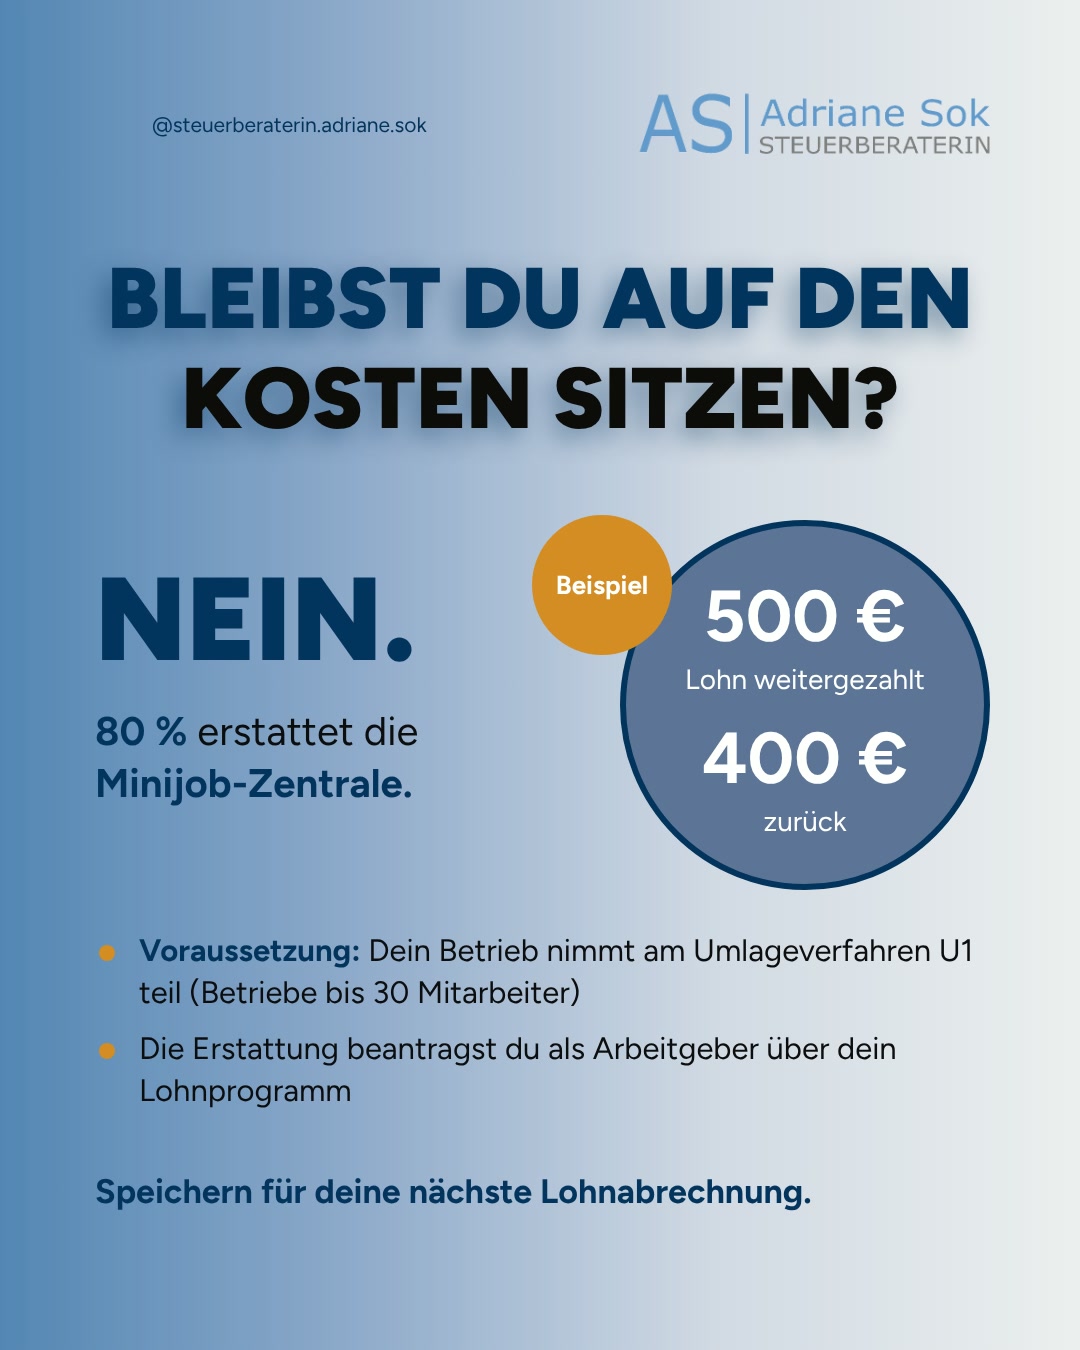 @steuerberaterin.adriane.sok
AS | Adriane Sok
STEUERBERATERIN
BLEIBST DU AUF DEN
KOSTEN SITZEN?
NEIN.
80 % erstattet die
Minijob-Zentrale.
Beispiel
500 €
Lohn weitergezahlt
400 €
zurück
Voraussetzung: Dein Betrieb nimmt am Umlageverfahren U1
teil (Betriebe bis 30 Mitarbeiter)
Die Erstattung beantragst du als Arbeitgeber über dein
Lohnprogramm
Speichern für deine nächste Lohnabrechnung.